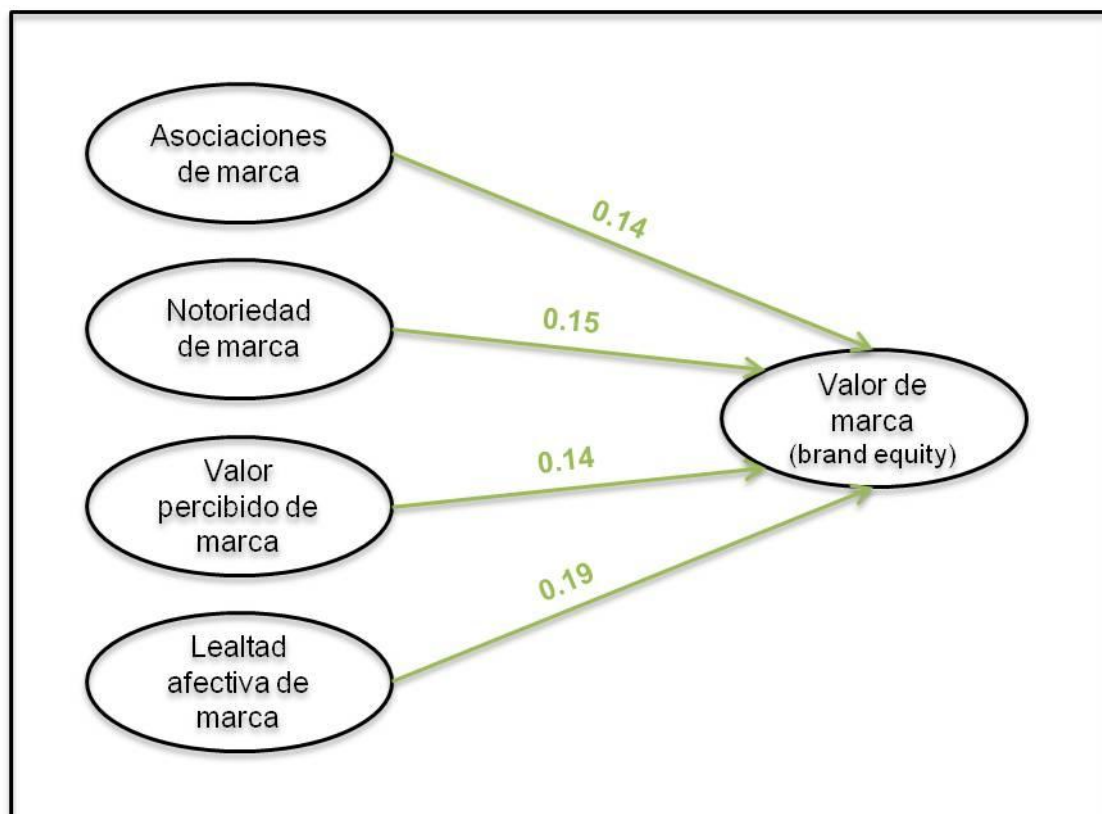 Asociaciones
de marca
0.14
Notoriedad
de marca
0.15
Valor de
marca
(brand equity)
Valor
percibido de
marca
0.14
0.19
Lealtad
afectiva de
marca